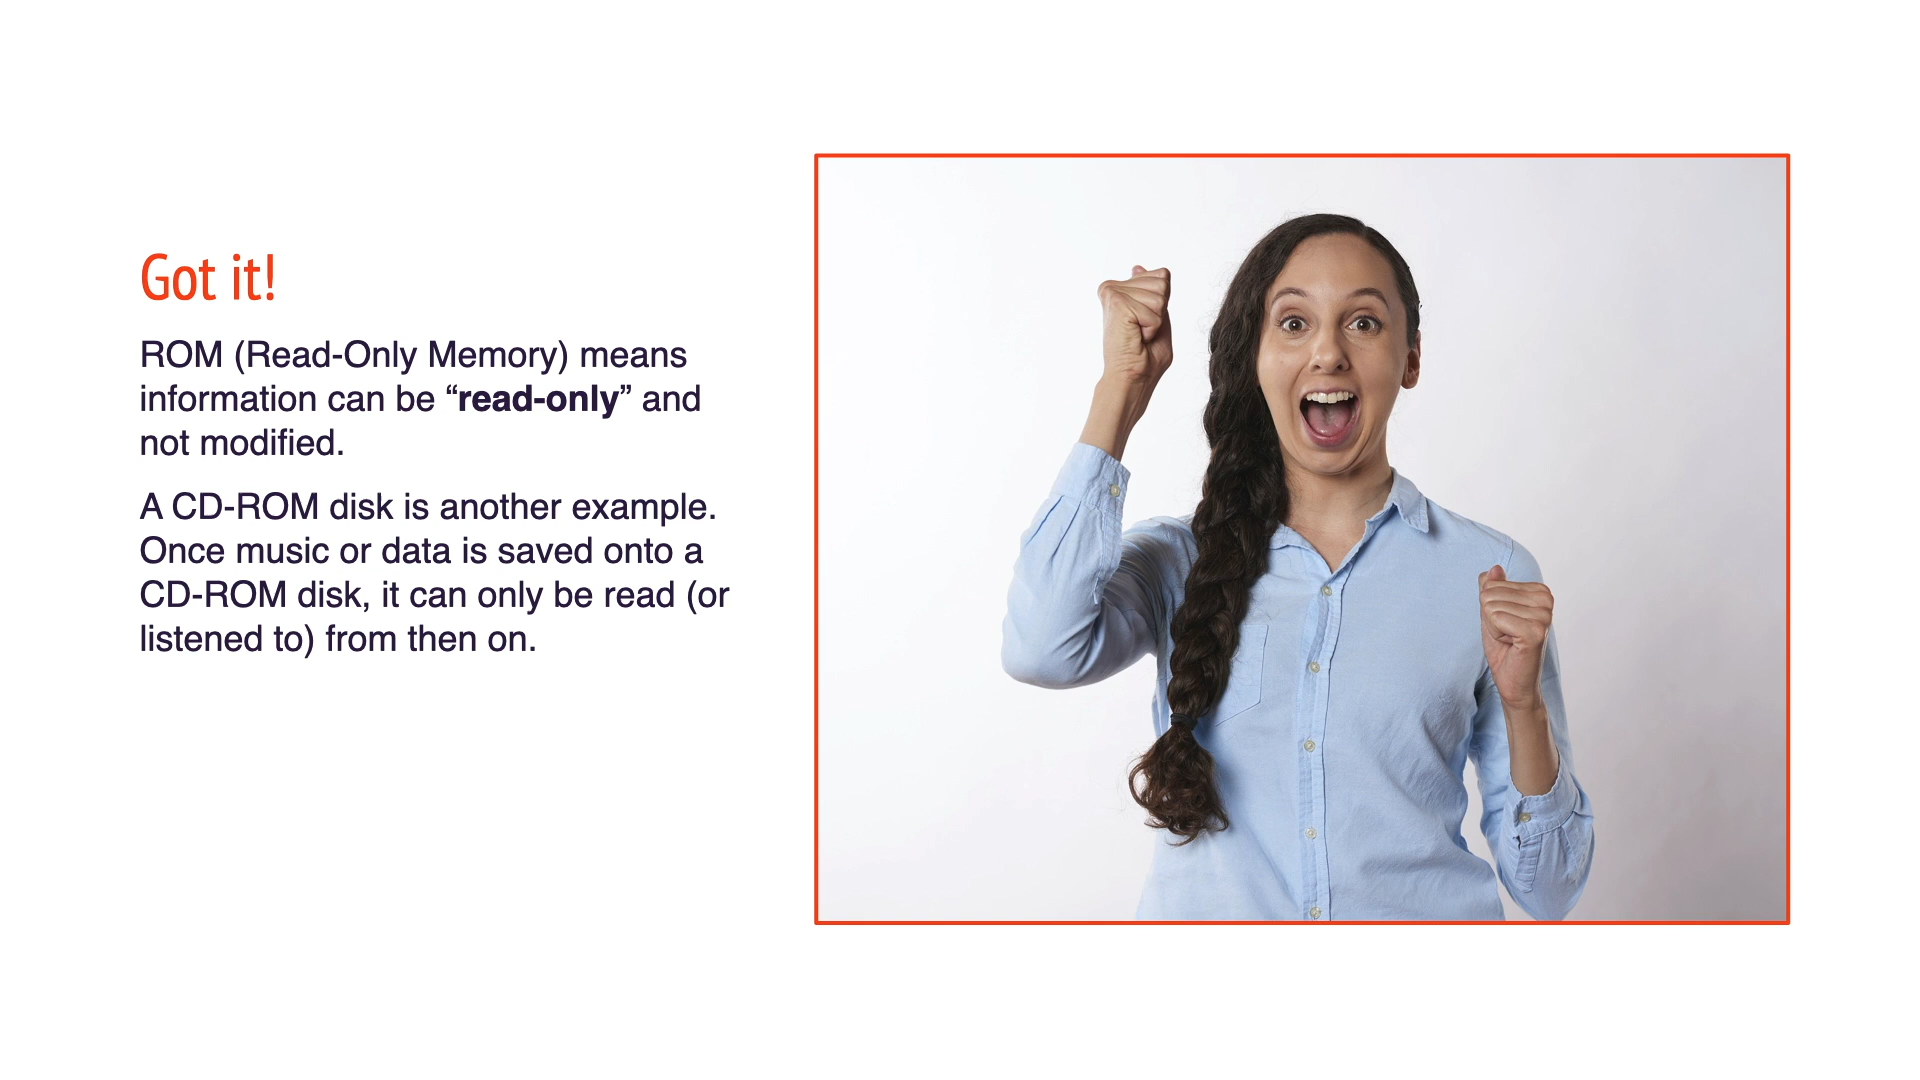 Got it!
ROM (Read-Only Memory) means
information can be “read-only” and
not modified.
A CD-ROM disk is another example.
Once music or data is saved onto a
CD-ROM disk, it can only be read (or
listened to) from then on.